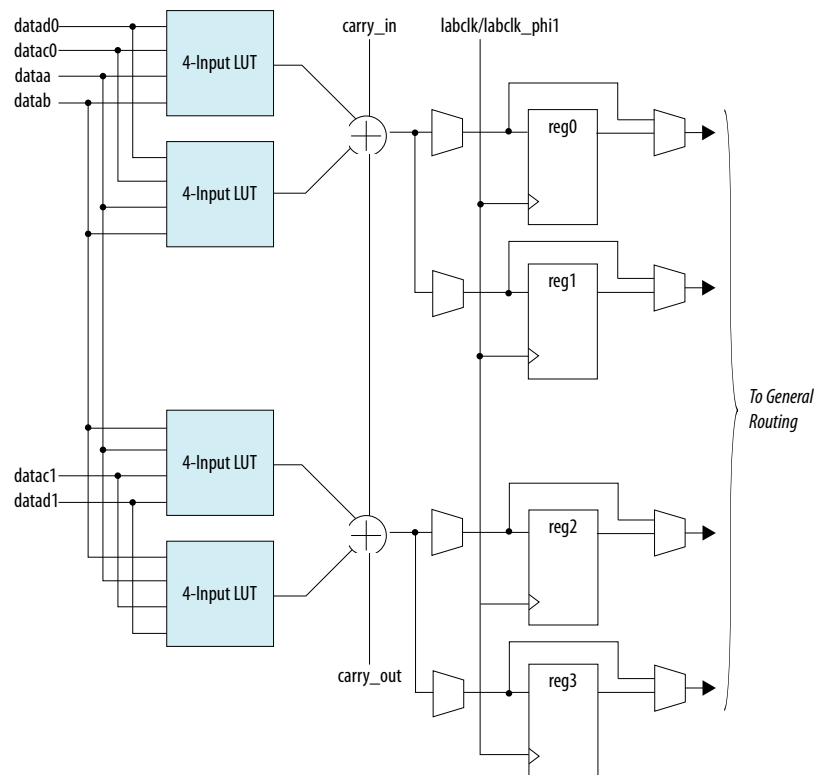 datad0
datac0
dataa
datab
4-Input LUT
4-Input LUT
carry_in
labclk/labclk_phi1
reg0
reg1
To General
Routing
datac1
datad1
4-Input LUT
4-Input LUT
carry_out
reg2
reg3